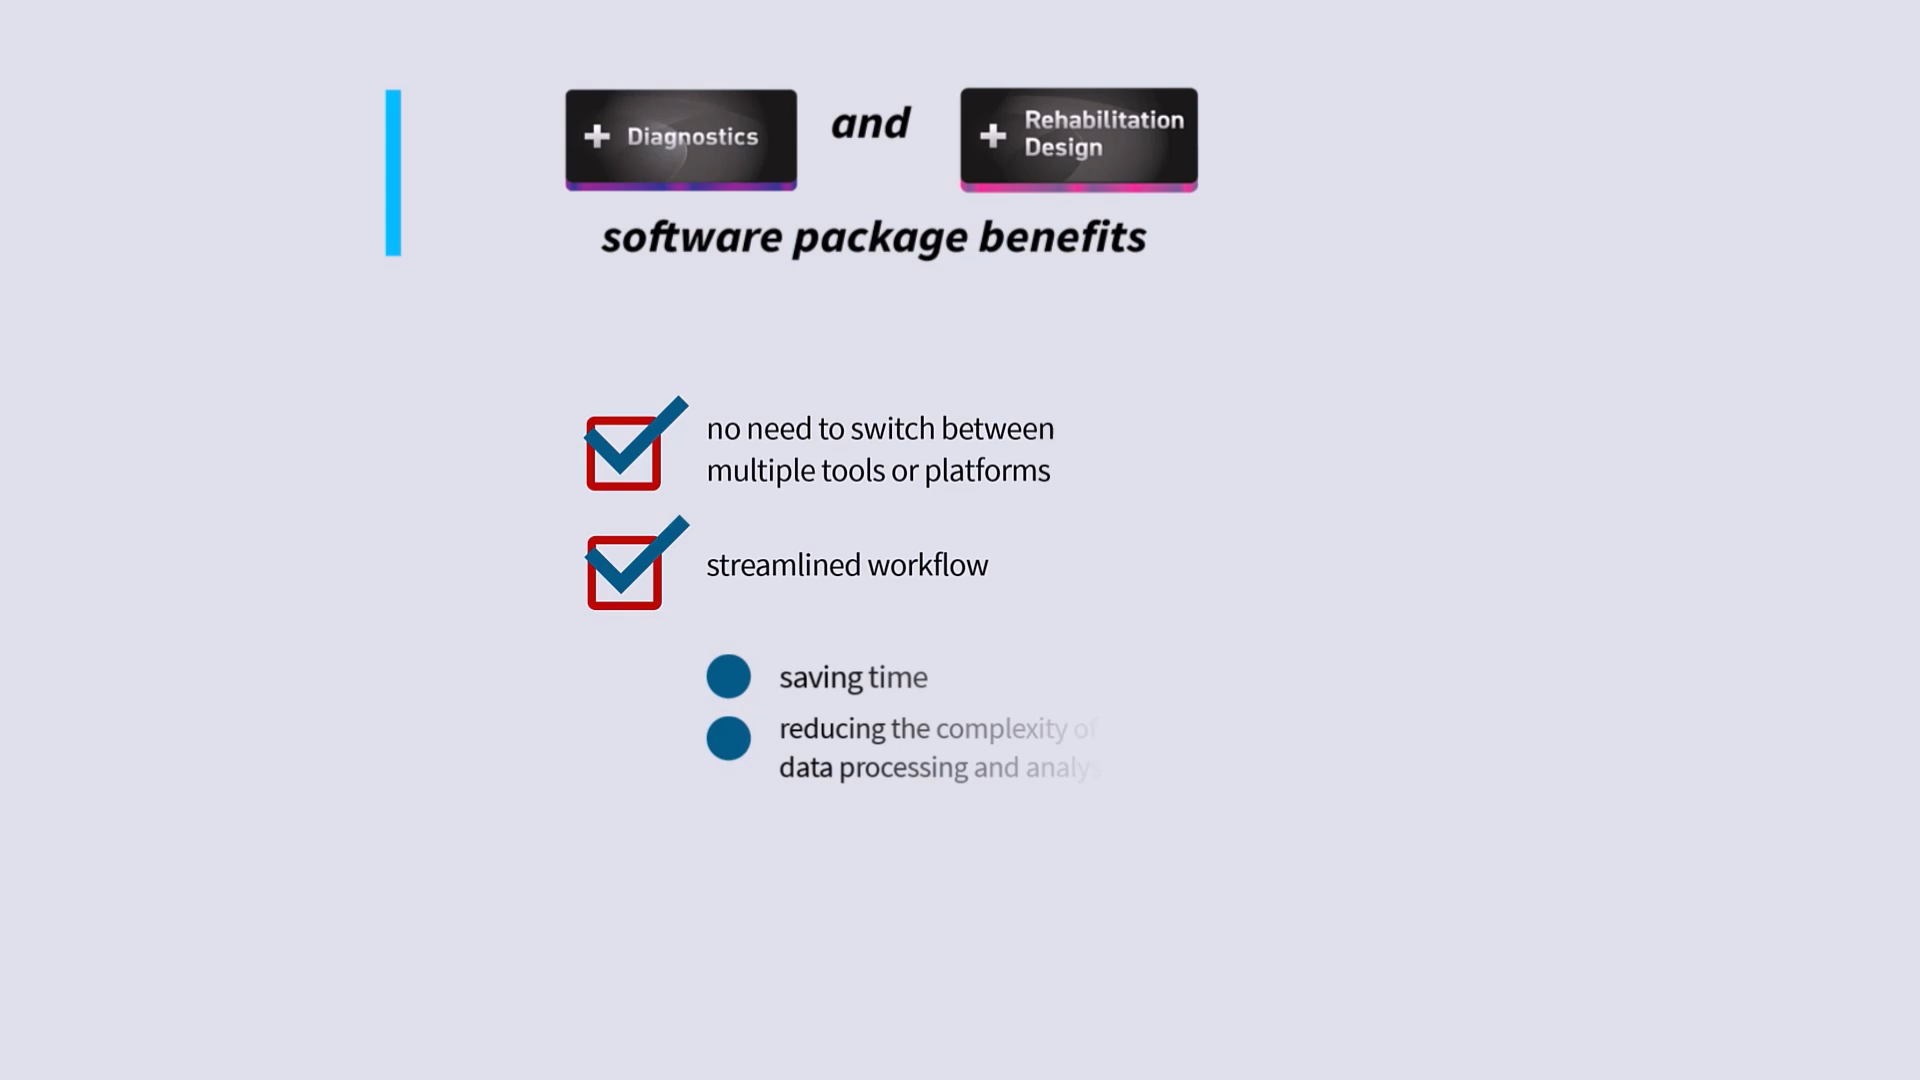 + Diagnostics
and
+ Rehabilitation
Design
software package benefits
no need to switch between
multiple tools or platforms
streamlined workflow
saving time
reducing the complexity of
data processing and